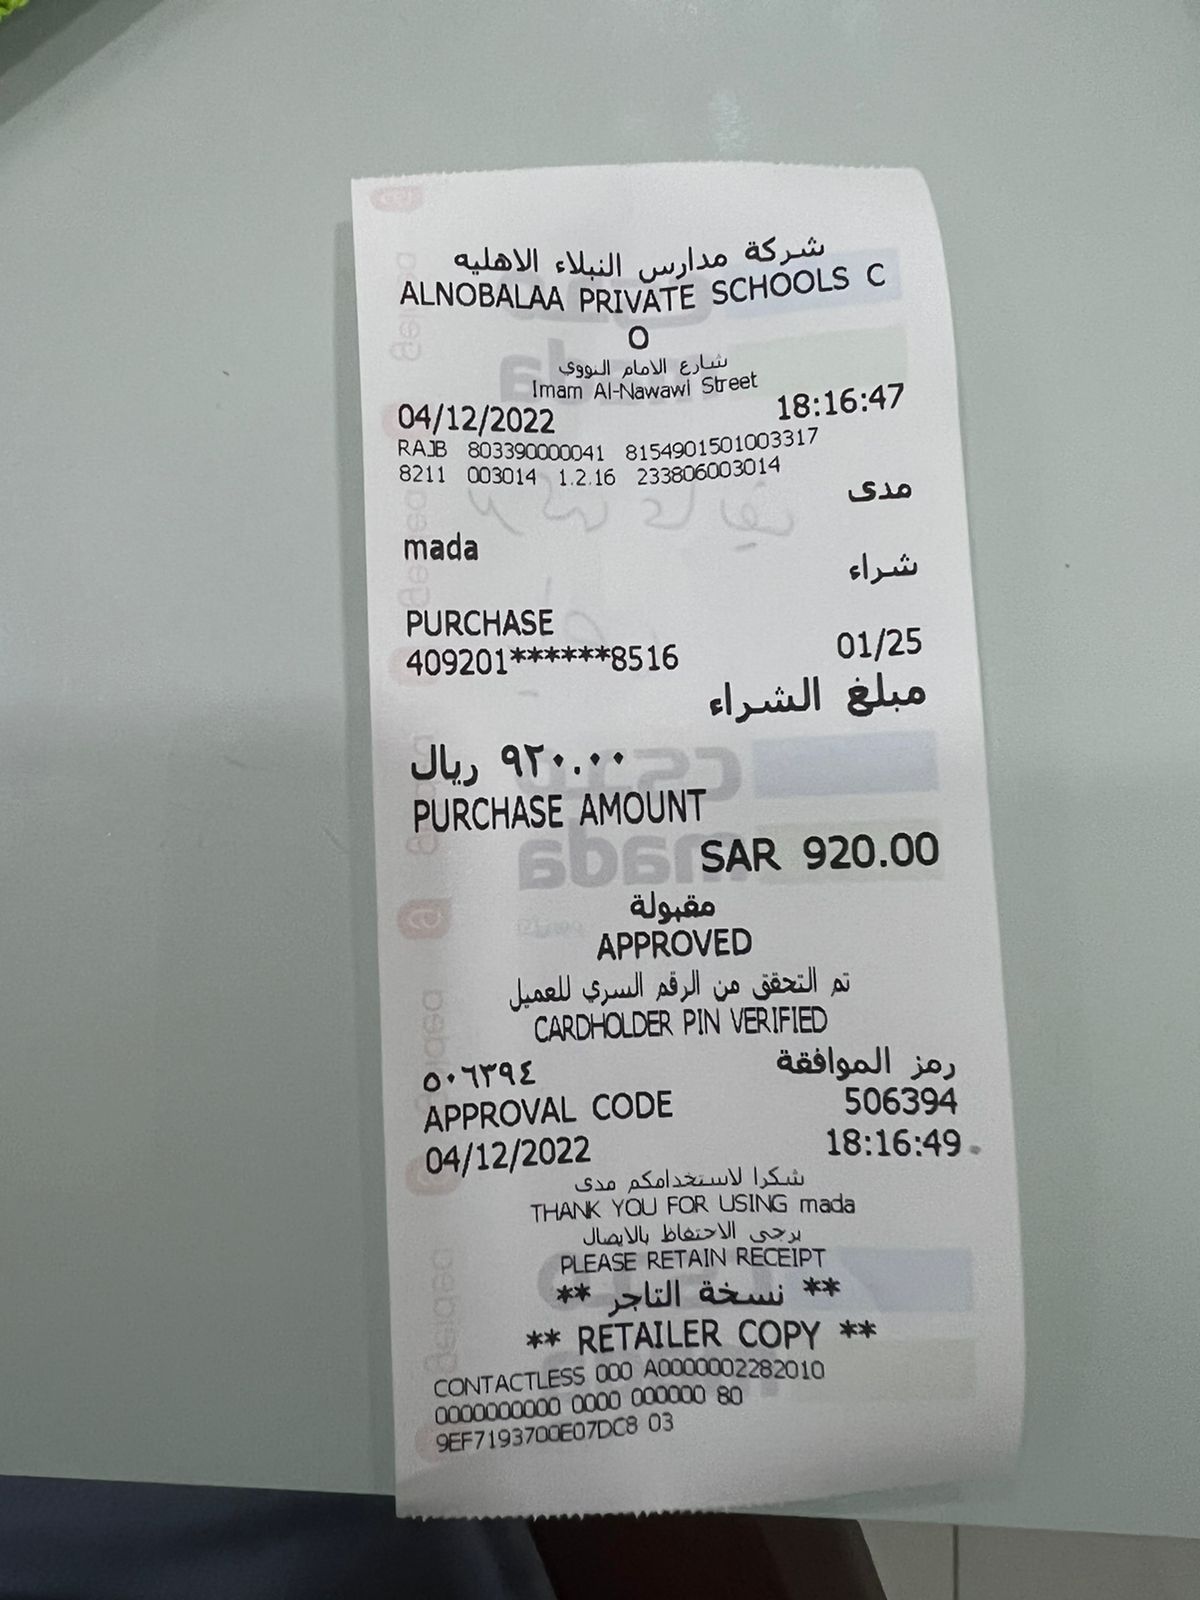 شركة مدارس النبلاء الاهليه
ALNOBALAA PRIVATE SCHOOLS C
O
شارع الامام النووي
Imam Al-Nawawi Street
04/12/2022 18:16:47
RAJB 803390000041 8154901501003317
8211 003014 1.2.16 233806003014
مدى
mada
شراء
PURCHASE
409201******8516 01/25
مبلغ الشراء
٩٢٠.٠٠ ريال
PURCHASE AMOUNT
SAR 920.00
مقبولة
APPROVED
تم التحقق من الرقم السري للعميل
CARDHOLDER PIN VERIFIED
رمز الموافقة ٥٠٦٣٩٤
APPROVAL CODE 506394
04/12/2022 18:16:49
شكرا لاستخدامكم مدى
THANK YOU FOR USING mada
يرجى الاحتفاظ بالايصال
PLEASE RETAIN RECEIPT
** نسخة التاجر **
** RETAILER COPY **
CONTACTLESS 000 A0000002282010
0000000000 0000 000000 80
9EF7193700E07DC8 03